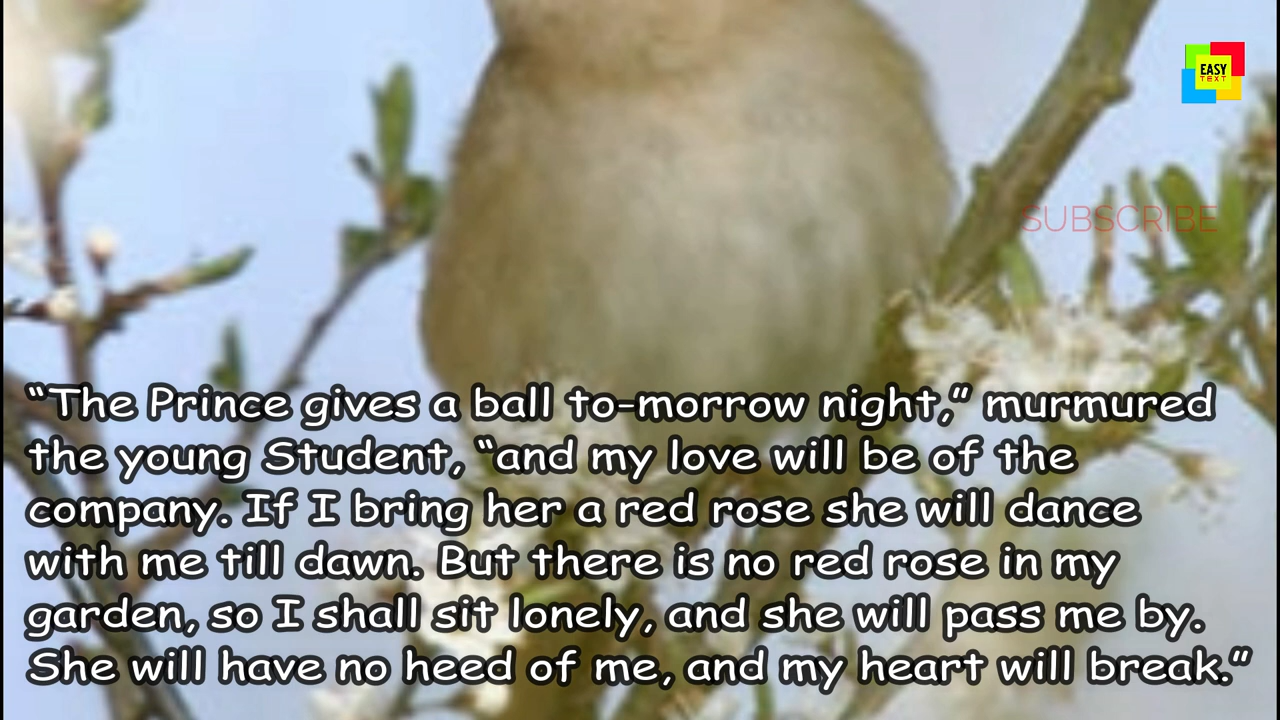 EASY
TEXT
SUBSCRIBE
“The Prince gives a ball to-morrow night,” murmured
the young Student, “and my love will be of the
company. If I bring her a red rose she will dance
with me till dawn. But there is no red rose in my
garden, so I shall sit lonely, and she will pass me by.
She will have no heed of me, and my heart will break.”